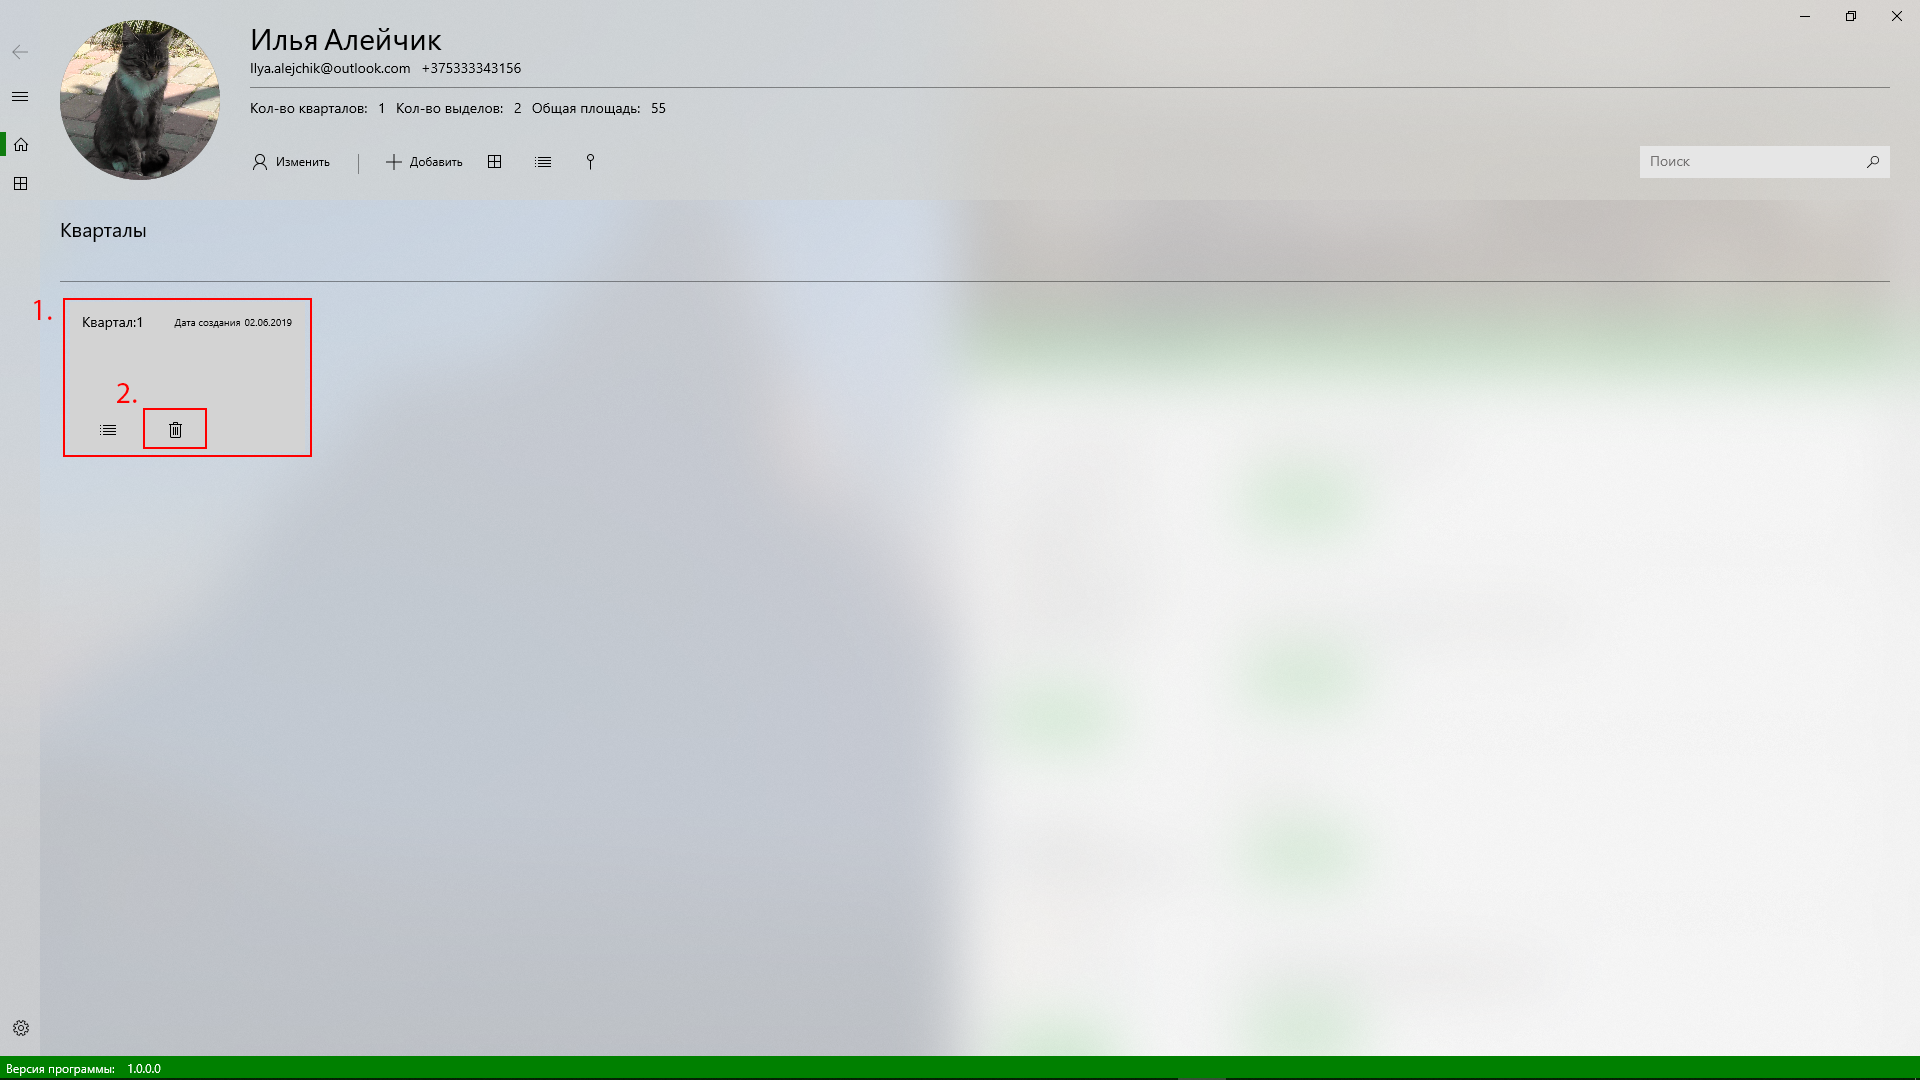 Илья Алейчик
Ilya.alejchik@outlook.com +375333343156
Кол-во кварталов: 1 Кол-во выделов: 2 Общая площадь: 55
Изменить Добавить Поиск
Кварталы
1.
Квартал:1 Дата создания 02.06.2019
2.
Версия программы: 1.0.0.0